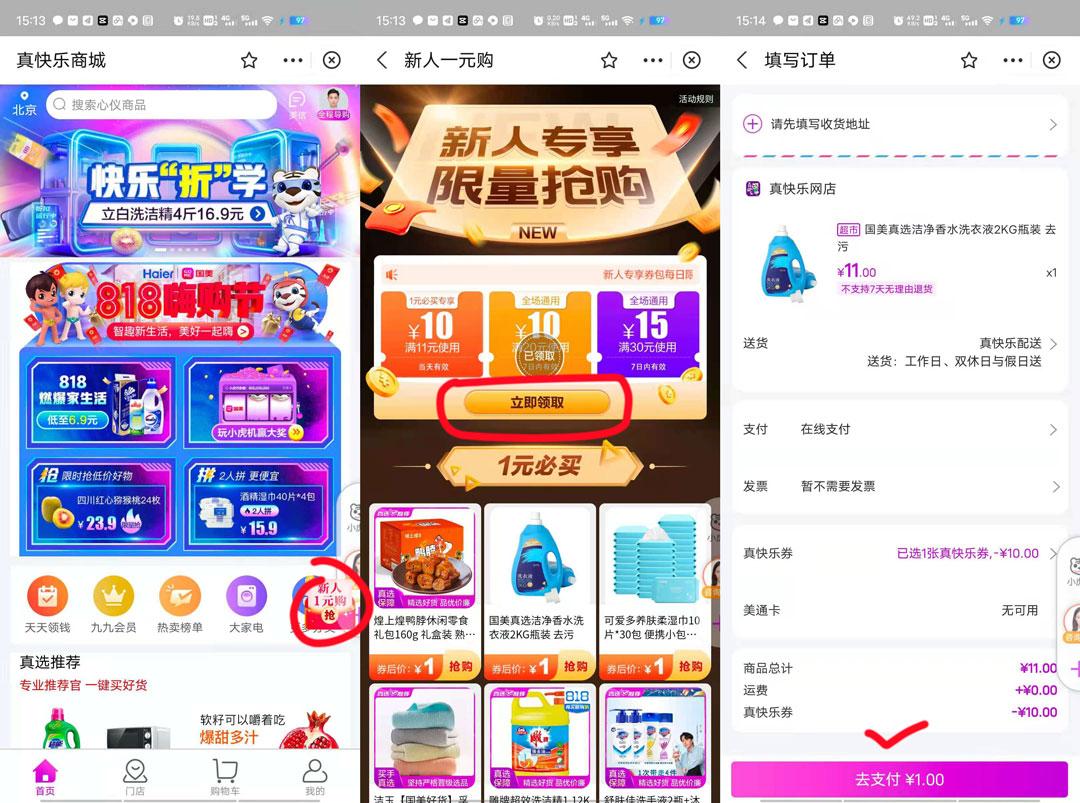 15:13
97
真快乐商城
北京
搜索心仪商品
美信
全程导购
快乐“折”学
立白洗洁精4斤16.9元
Haier 国美
818嗨购节
智趣新生活，美好一起嗨
818
燃爆家生活
低至6.9元
玩小虎机赢大奖
抢 限时抢低价好物
四川红心猕猴桃24枚
¥23.9
拼 2人拼 更便宜
酒精湿巾40片*4包
2人拼
¥15.9
天天领钱
九九会员
热卖榜单
大家电
新人
1元购
抢
真选推荐
专业推荐官 一键买好货
软籽可以嚼着吃
爆甜多汁
首页
门店
购物车
我的
15:13
97
新人一元购
活动规则
新人专享
限量抢购
NEW
新人专享券包每日限
1元必买专享
¥10
满11元使用
当天有效
全场通用
¥10
满20元使用
已领取
7日内有效
全场通用
¥15
满30元使用
7日内有效
立即领取
1元必买
真选
保障
精选好货 品优价廉
煌上煌鸭脖休闲零食
礼包160g 礼盒装 熟…
券后价: ¥1 抢购
国美真选洁净香水洗
衣液2KG瓶装 去污
券后价: ¥1 抢购
可爱多养肤柔湿巾10
片*30包 便携小包…
券后价: ¥1 抢购
买手
真选
坚持严格晋级选品
洁玉【国美好货】孚
818
真选
保障
精选好货 品优价廉
雕牌超效洗洁精1.12K
1次带走4件
真选
保障
精选好货 品优价廉
舒肤佳洗手液2瓶+沐
15:14
97
填写订单
请先填写收货地址
真快乐网店
超市 国美真选洁净香水洗衣液2KG瓶装 去
污
¥11.00
x1
不支持7天无理由退货
送货
真快乐配送
送货：工作日、双休日与假日送
支付
在线支付
发票
暂不需要发票
真快乐券
已选1张真快乐券,-¥10.00
美通卡
无可用
商品总计
¥11.00
运费
+¥0.00
真快乐券
-¥10.00
去支付 ¥1.00